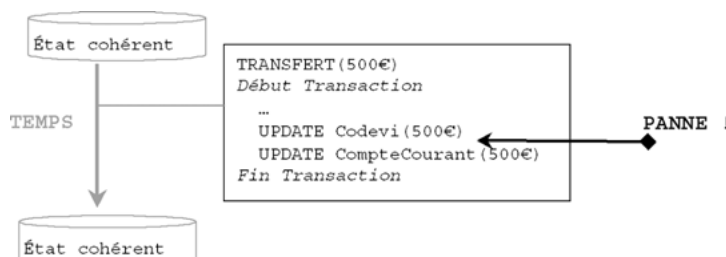 État cohérent
TRANSFERT(500€)
Début Transaction
…
UPDATE Codevi(500€)
UPDATE CompteCourant(500€)
Fin Transaction
TEMPS
PANNE !
État cohérent